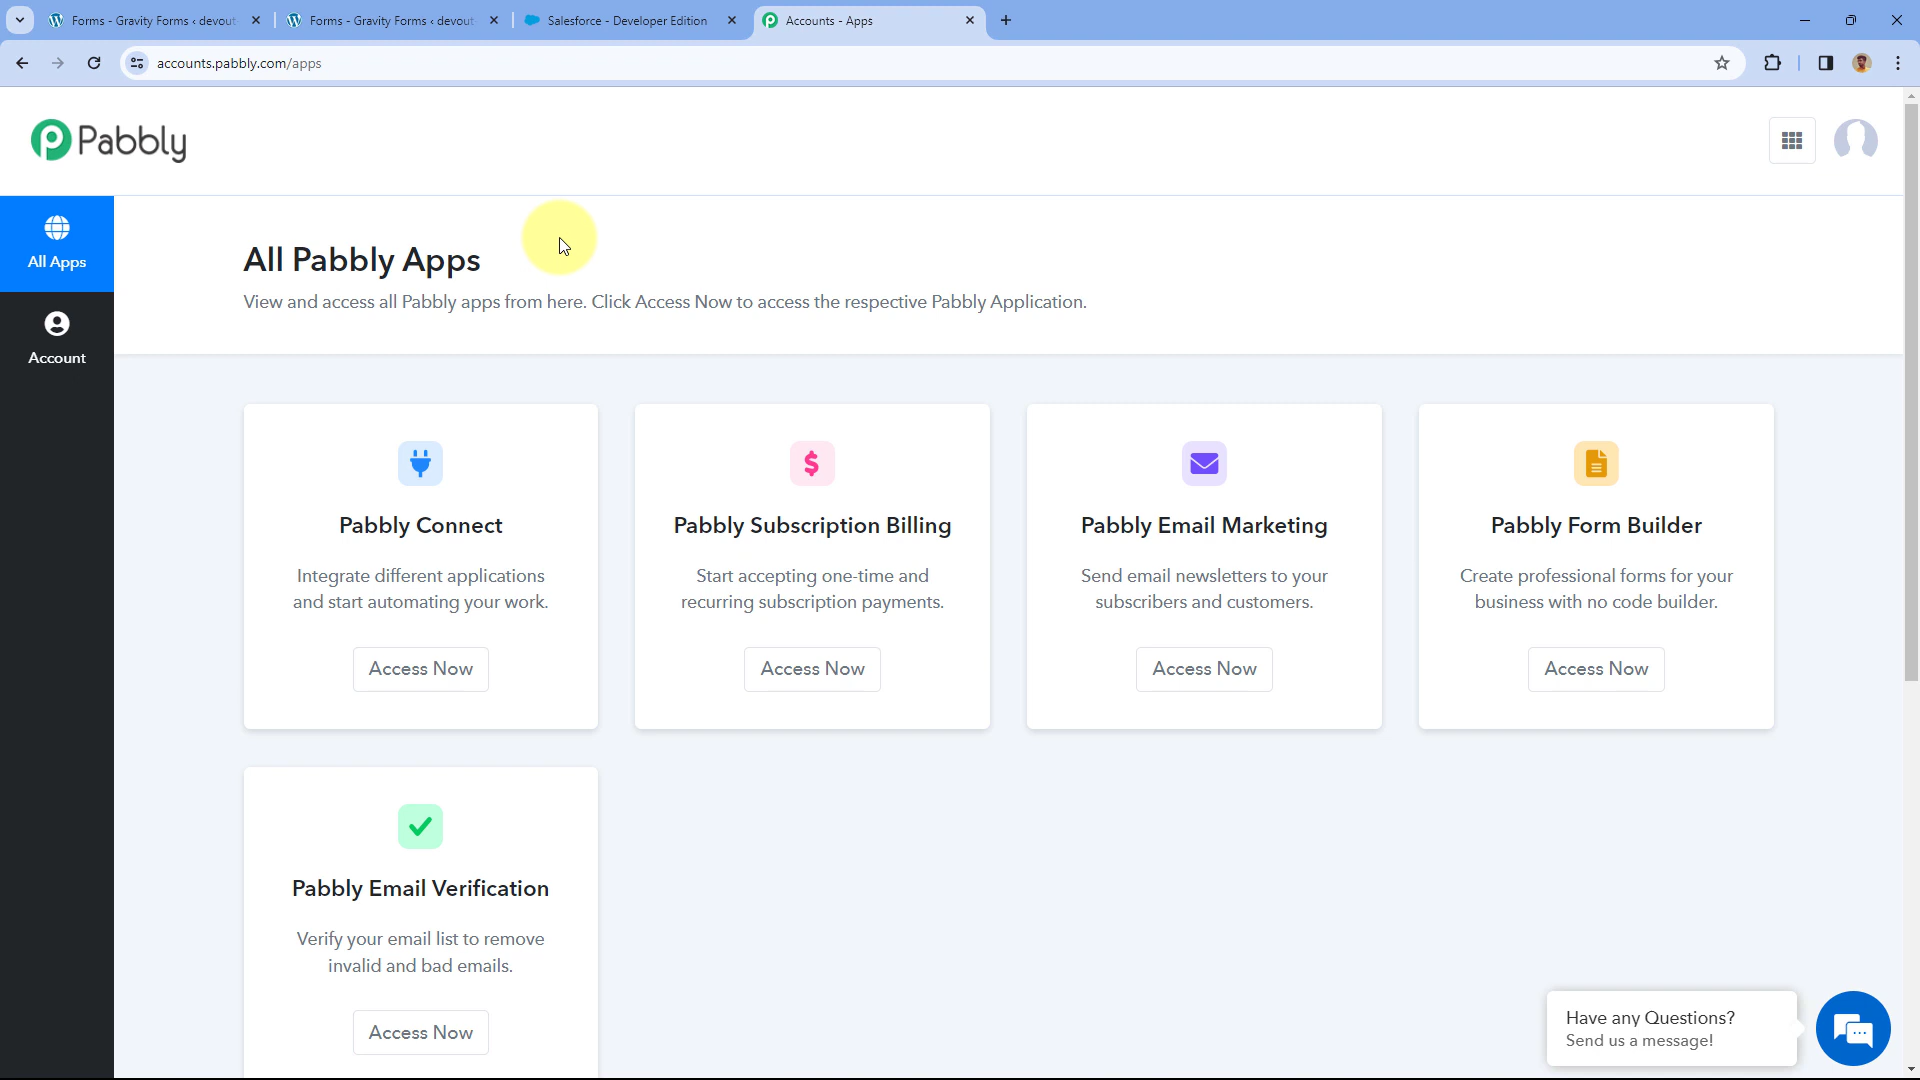 Forms - Gravity Forms ‹ devout
Forms - Gravity Forms ‹ devout
Salesforce - Developer Edition
Accounts - Apps
accounts.pabbly.com/apps
Pabbly
All Apps
Account
All Pabbly Apps
View and access all Pabbly apps from here. Click Access Now to access the respective Pabbly Application.
Pabbly Connect
Integrate different applications
and start automating your work.
Access Now
Pabbly Subscription Billing
Start accepting one-time and
recurring subscription payments.
Access Now
Pabbly Email Marketing
Send email newsletters to your
subscribers and customers.
Access Now
Pabbly Form Builder
Create professional forms for your
business with no code builder.
Access Now
Pabbly Email Verification
Verify your email list to remove
invalid and bad emails.
Access Now
Have any Questions?
Send us a message!